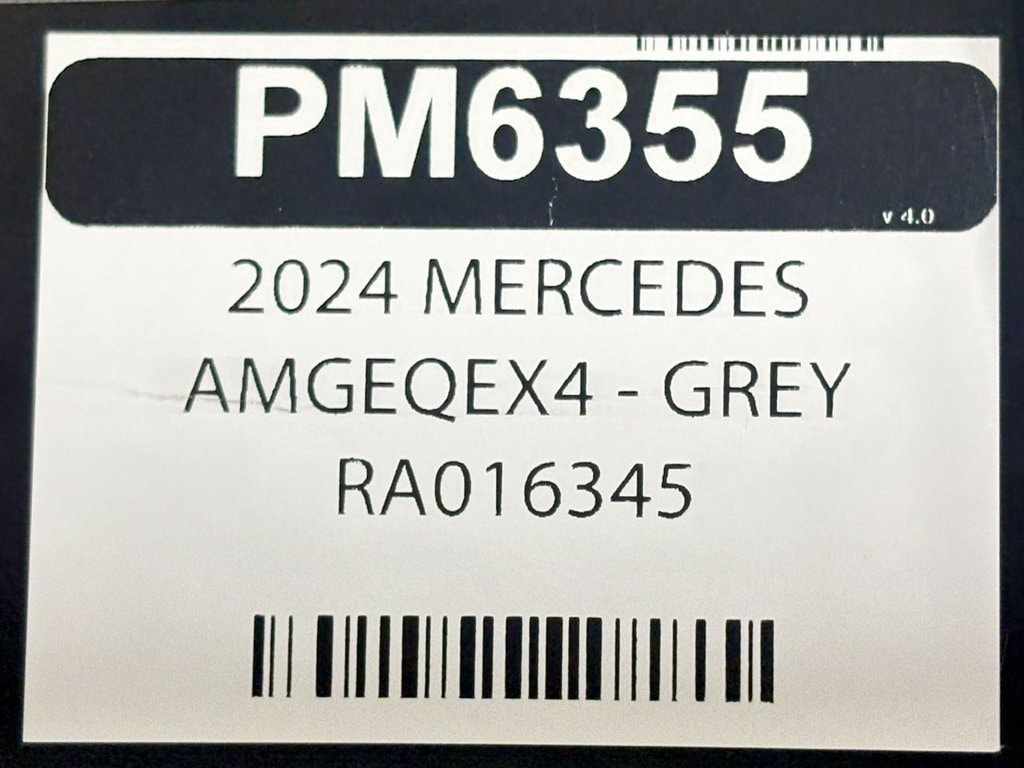 PM6355
v 4.0
2024 MERCEDES
AMGEQEX4 - GREY
RA016345